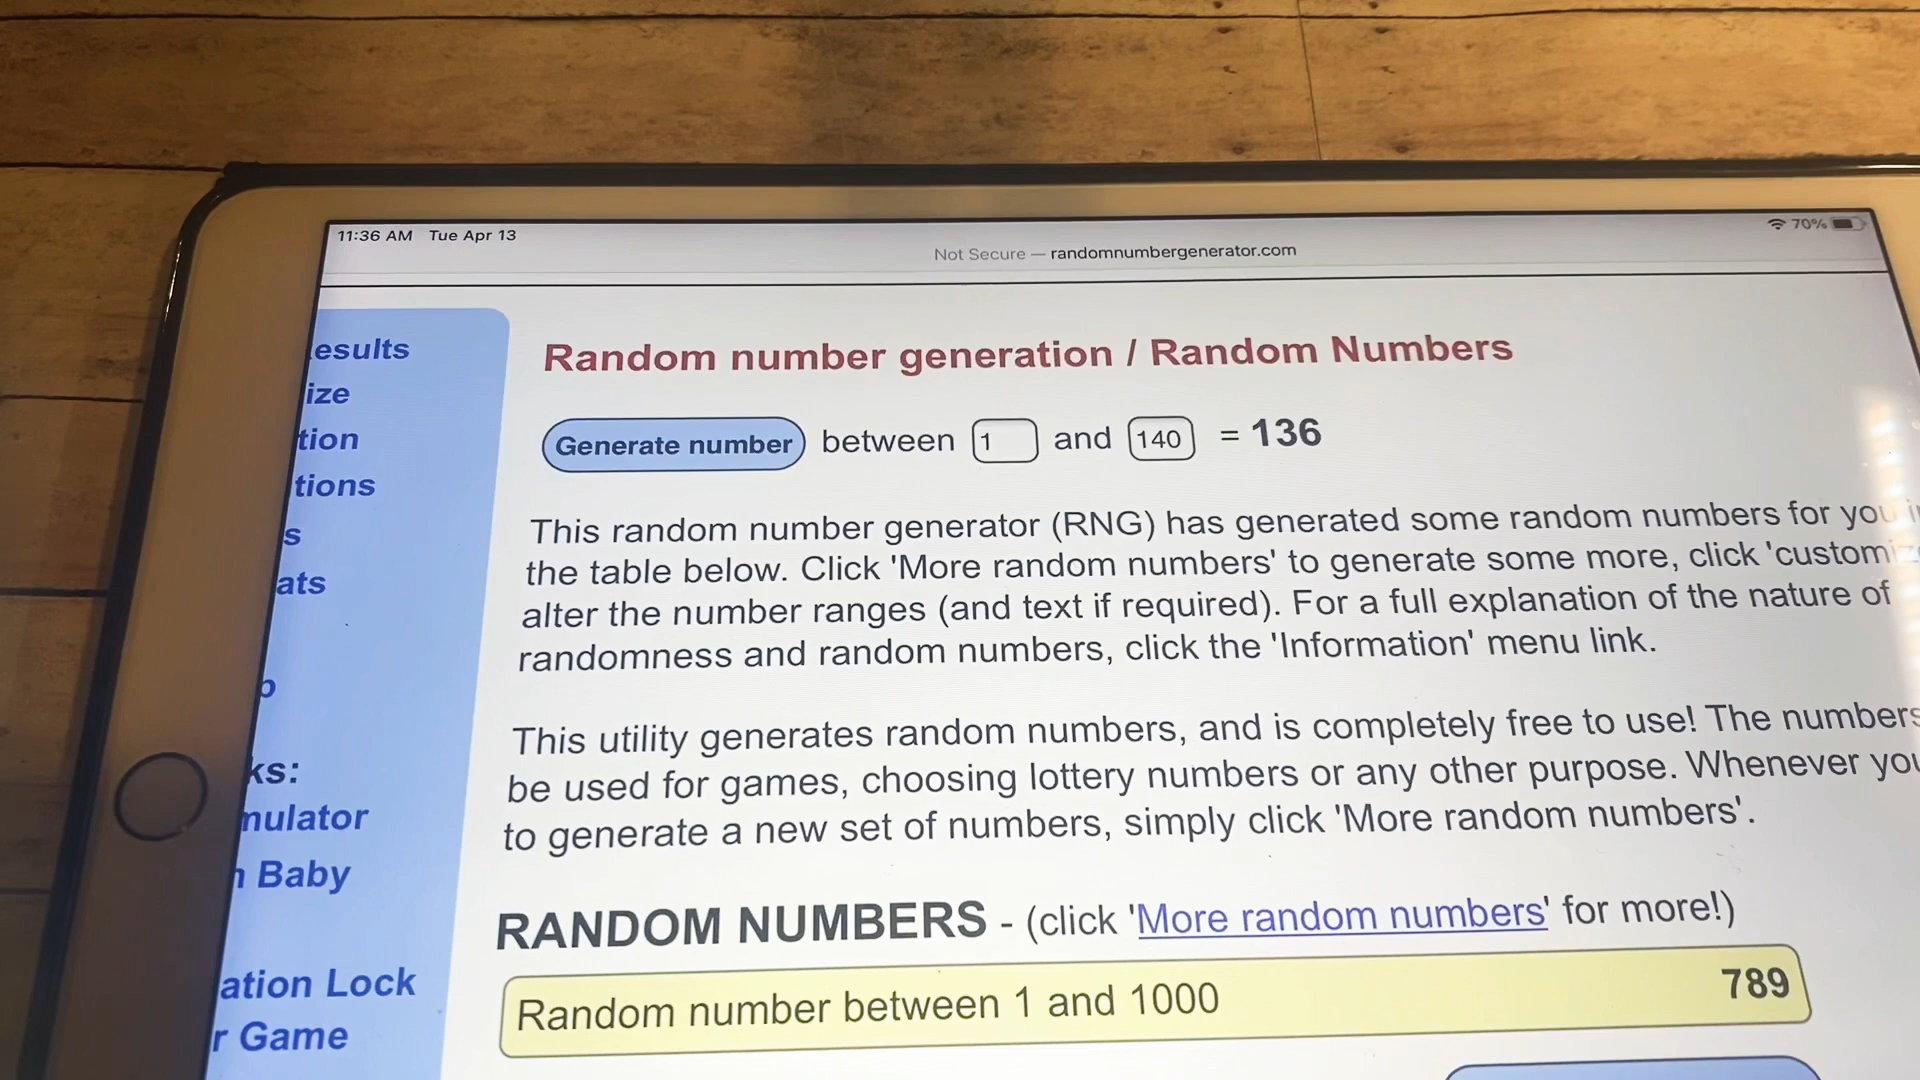 11:36 AM Tue Apr 13
70%
Not Secure — randomnumbergenerator.com
esults
ize
tion
tions
s
ats
ks:
mulator
Baby
ation Lock
r Game
Random number generation / Random Numbers
Generate number between 1 and 140 = 136
This random number generator (RNG) has generated some random numbers for you
the table below. Click 'More random numbers' to generate some more, click 'customi
alter the number ranges (and text if required). For a full explanation of the nature of
randomness and random numbers, click the 'Information' menu link.
This utility generates random numbers, and is completely free to use! The numbers
be used for games, choosing lottery numbers or any other purpose. Whenever you
to generate a new set of numbers, simply click 'More random numbers'.
RANDOM NUMBERS - (click 'More random numbers' for more!)
Random number between 1 and 1000 789